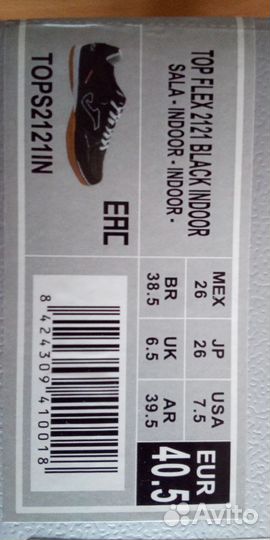 TOP FLEX 2121 BLACK INDOOR
SALA - INDOOR - INDOOR -
TOPS2121IN
EAC
MEX
26
JP
26
USA
7.5
BR
38.5
UK
6.5
AR
39.5
EUR
40.5
8 424309 410018
Avito